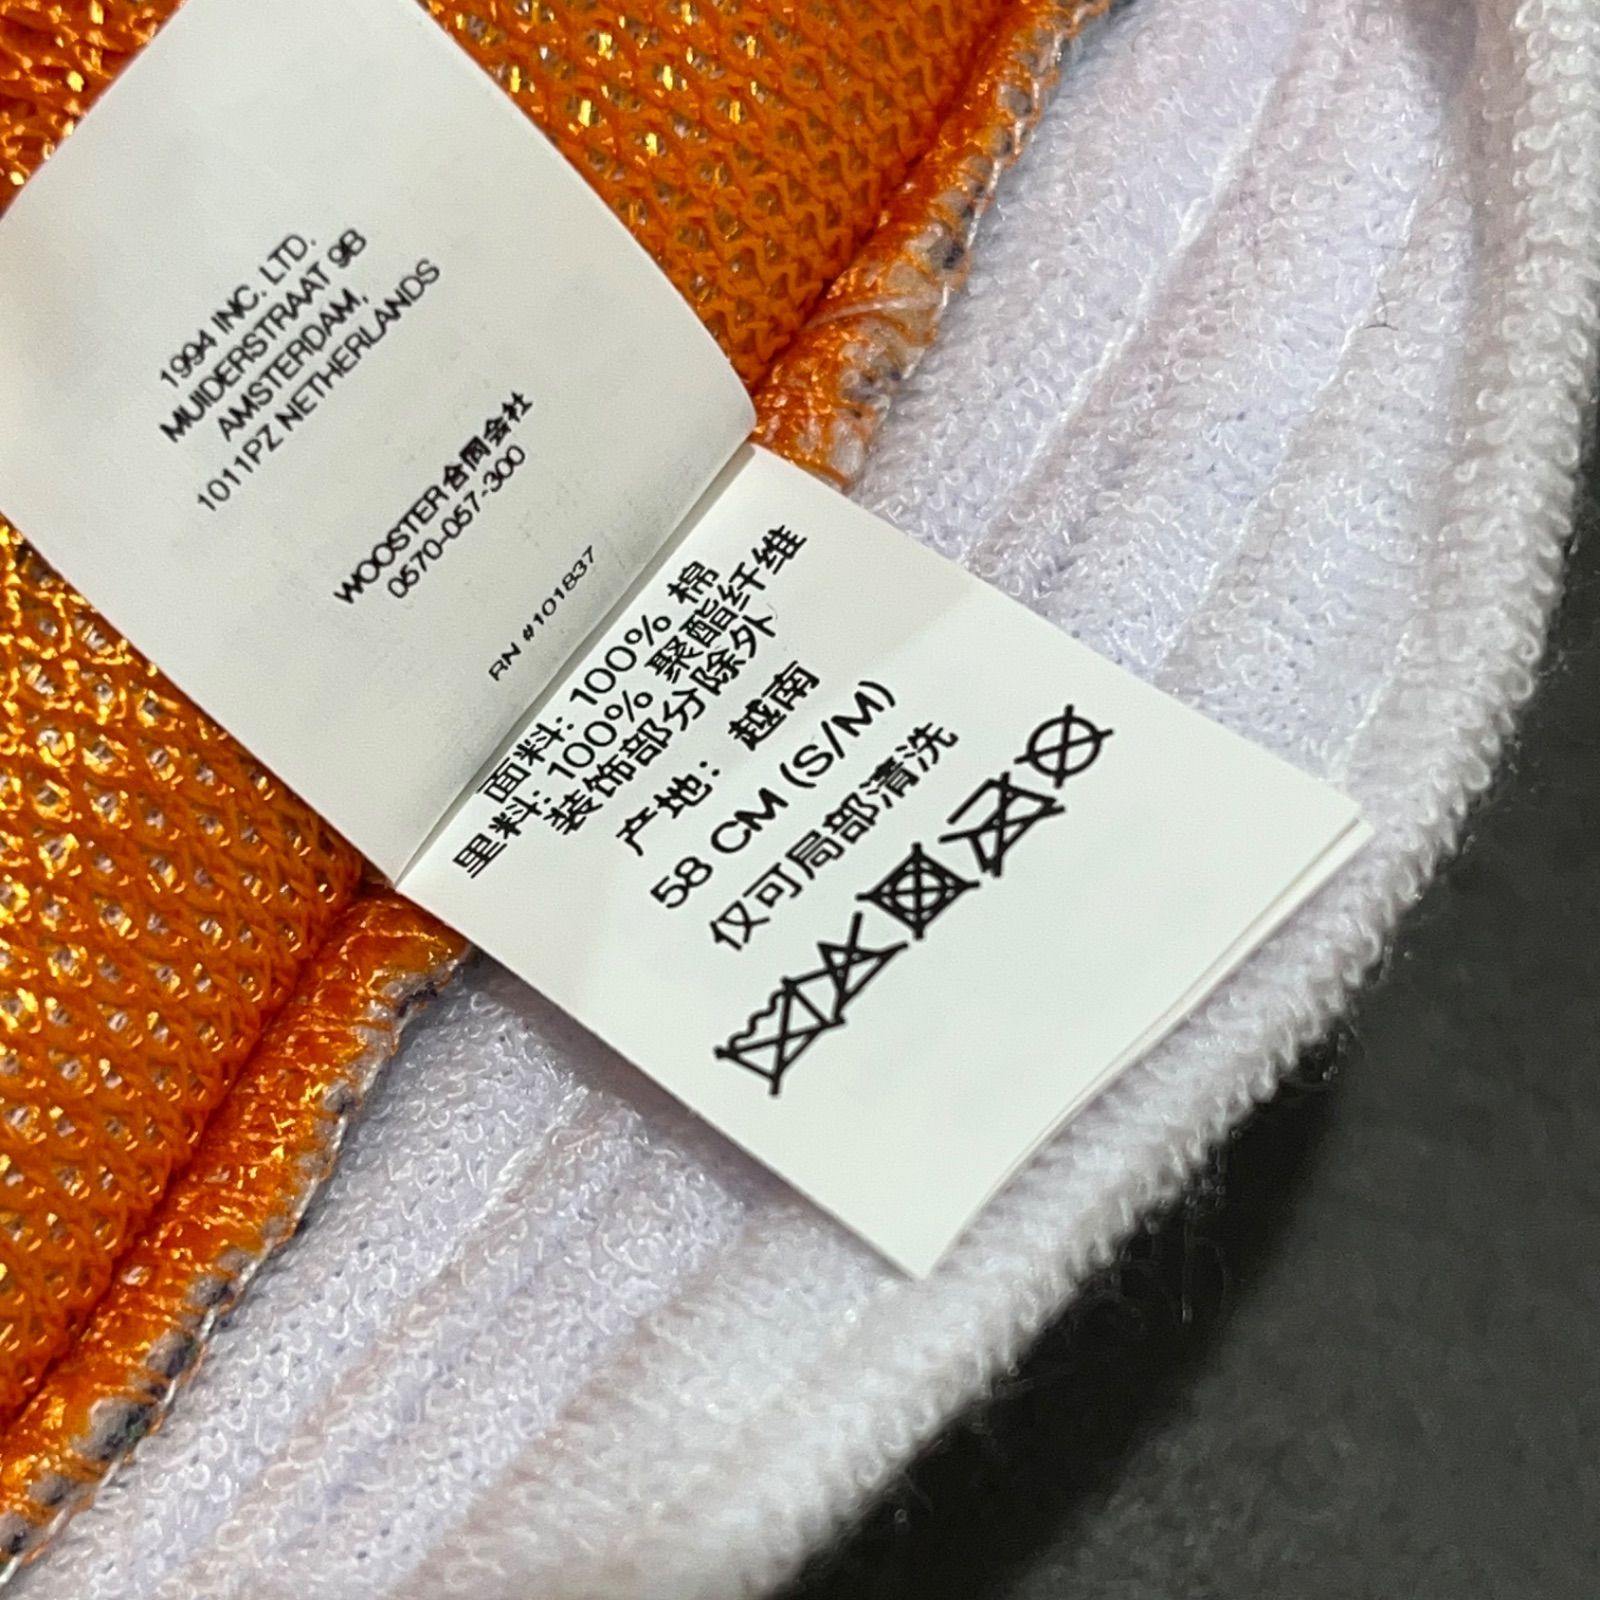 1994 INC. LTD.
MUIDERSTRAAT 9B
AMSTERDAM,
1011PZ NETHERLANDS
WOOSTER合同会社
0570-057-300
RN #101837
面料: 100% 棉
里料: 100% 聚酯纤维
装饰部分除外
产地: 越南
58 CM (S/M)
仅可局部清洗